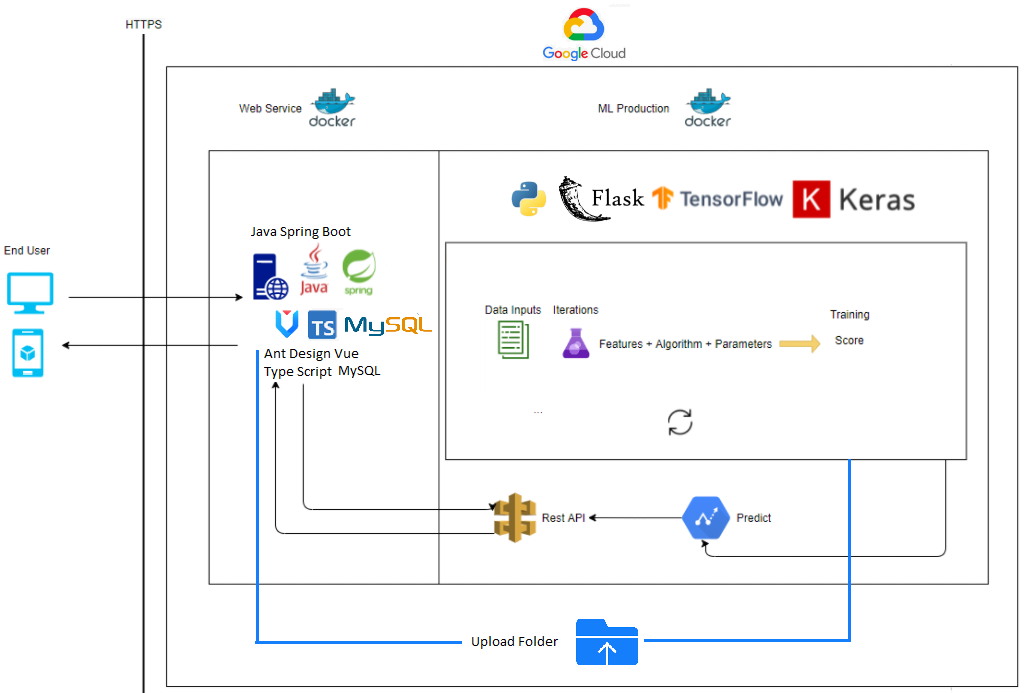 HTTPS
Google Cloud
Web Service
docker
ML Production
docker
Flask
TensorFlow
K Keras
Java Spring Boot
End User
Java
spring
Data Inputs
Iterations
Training
TS
MySQL
Features + Algorithm + Parameters
Score
Ant Design Vue
Type Script MySQL
...
Rest API
Predict
Upload Folder